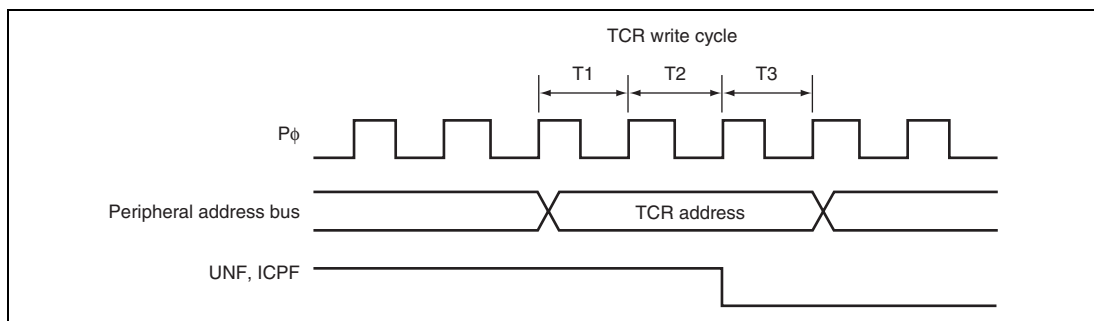 TCR write cycle
T1 T2 T3
Pϕ
Peripheral address bus
TCR address
UNF, ICPF